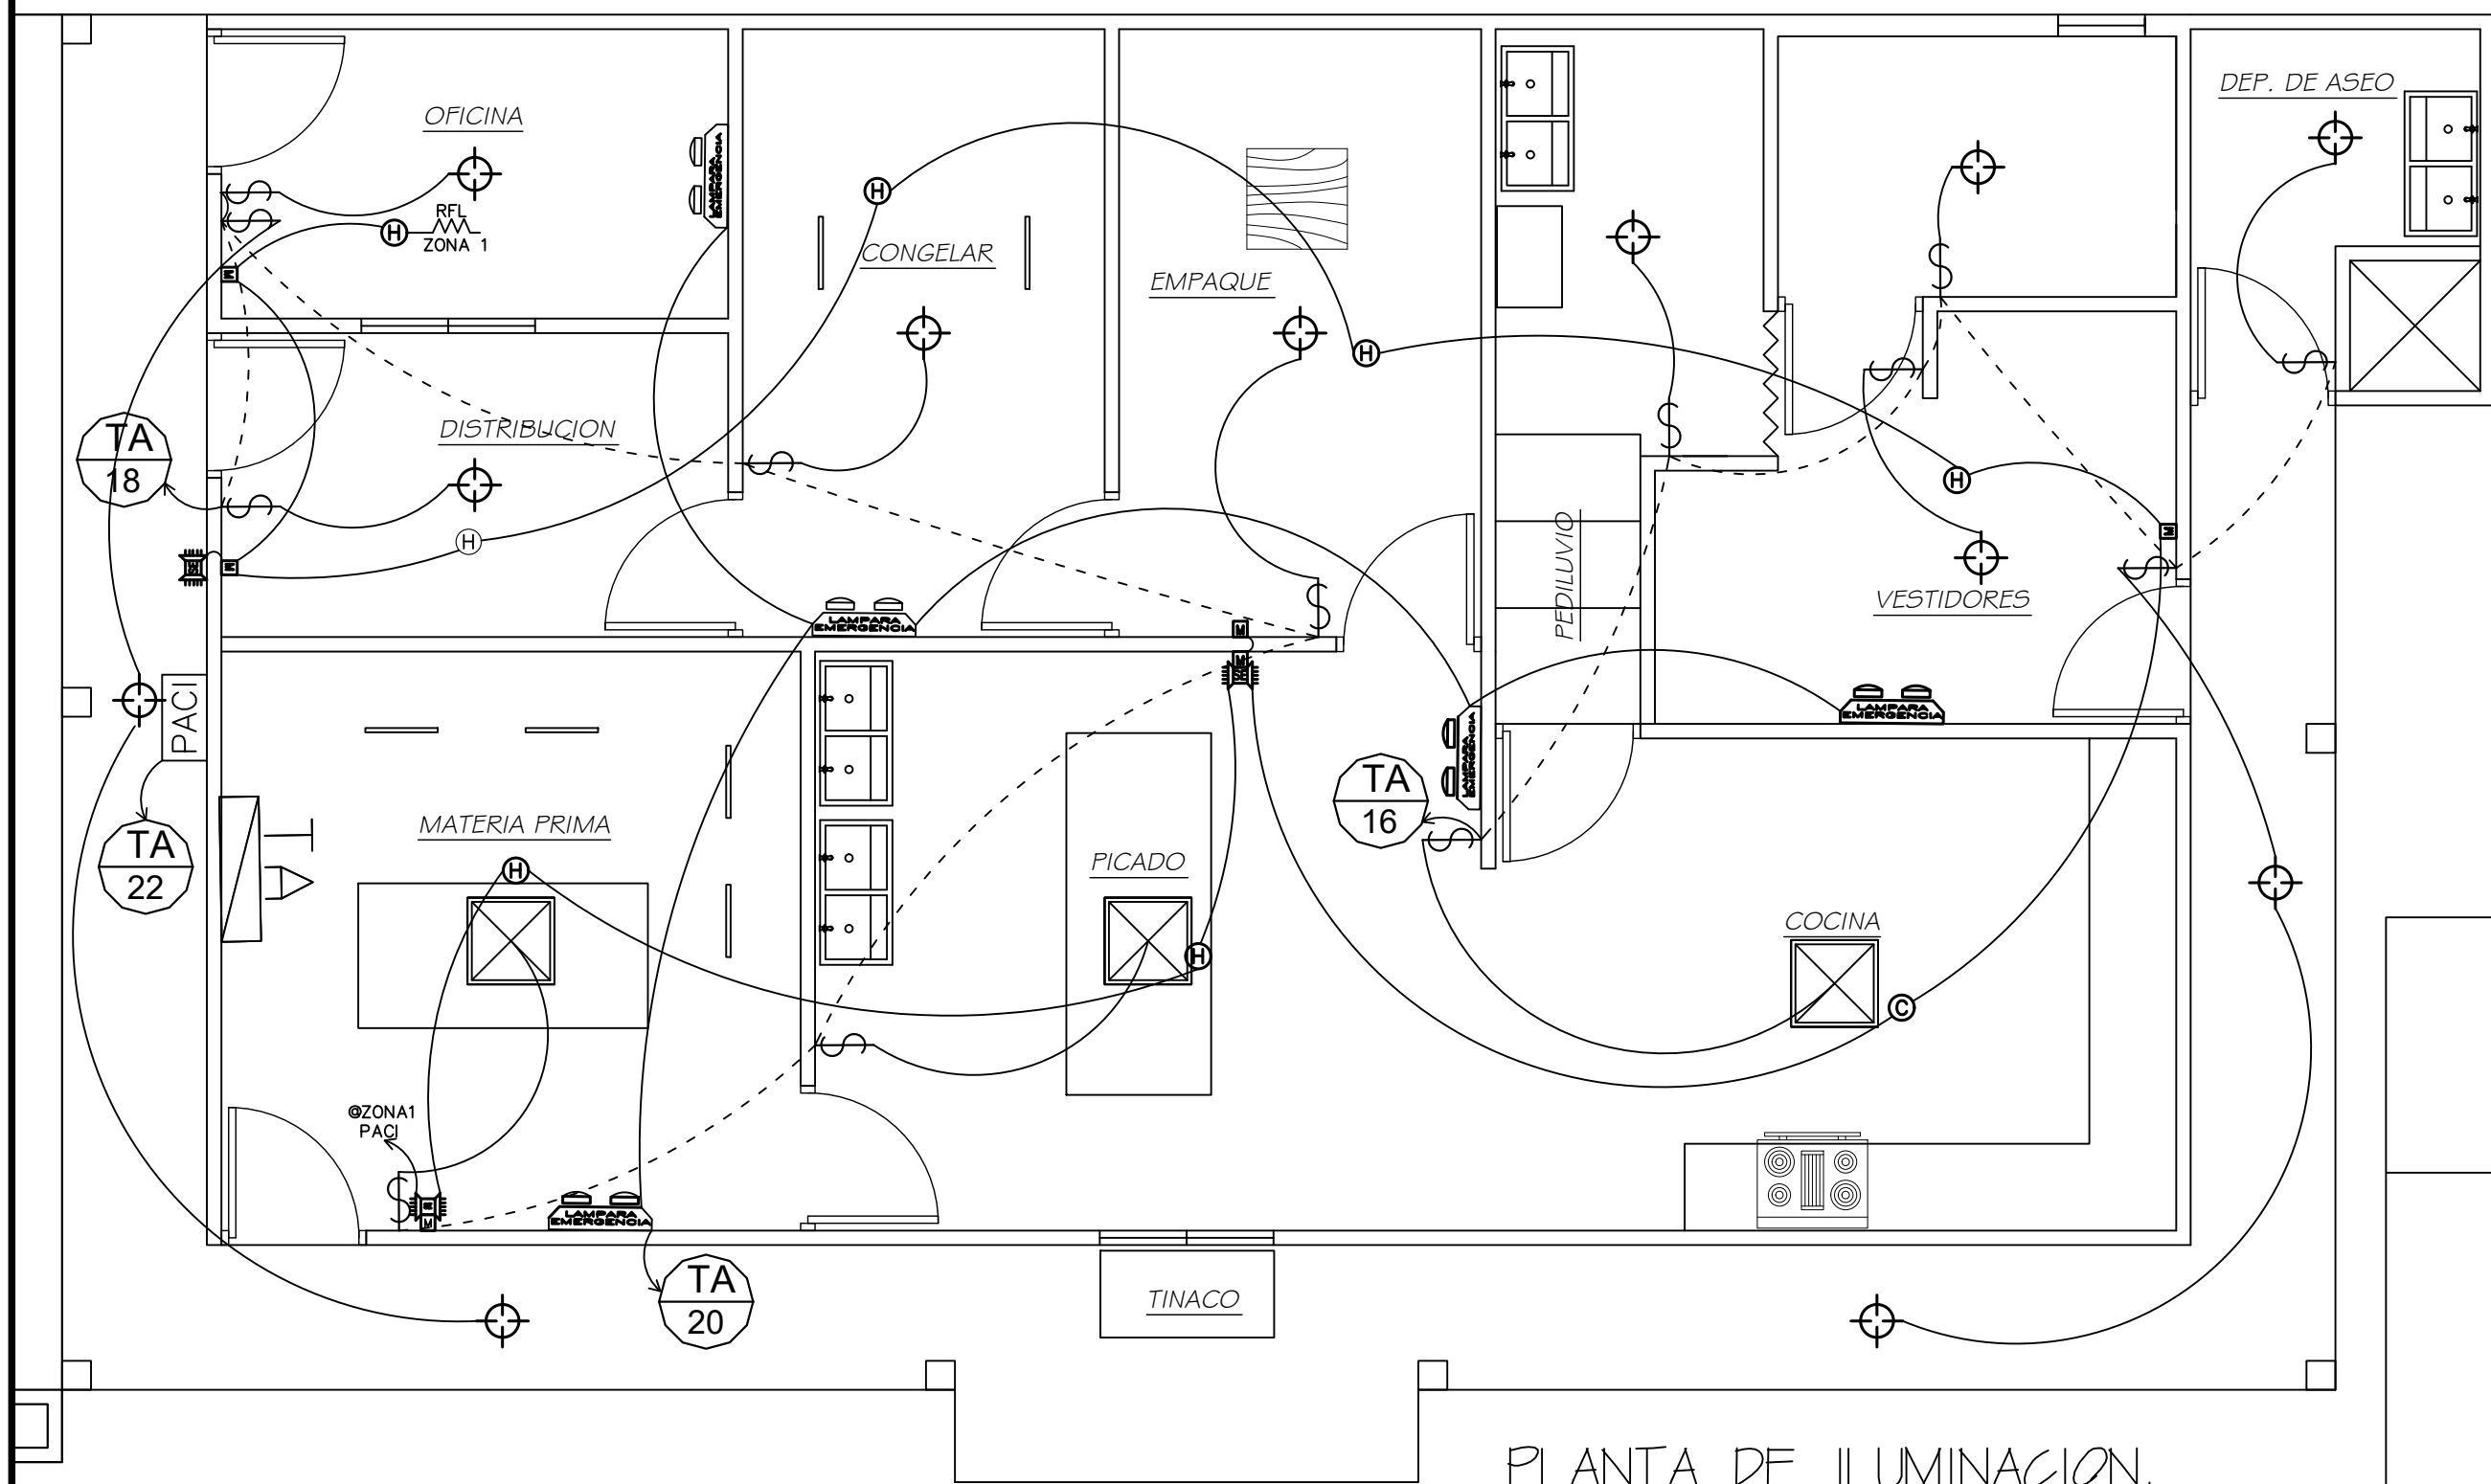 OFICINA
DEP. DE ASEO
LAMPARA
EMERGENCIA
H
RFL
H
ZONA 1
M
CONGELAR
EMPAQUE
H
DISTRIBUCION
TA
18
H
H
M
M
SE
PEDILUVIO
VESTIDORES
LAMPARA
EMERGENCIA
M
M
SE
PACI
LAMPARA
EMERGENCIA
LAMPARA
EMERGENCIA
TA
16
MATERIA PRIMA
TA
22
PICADO
H
COCINA
H
C
@ZONA1
PACI
M
LAMPARA
EMERGENCIA
TA
20
TINACO
PLANTA DE ILUMINACION.